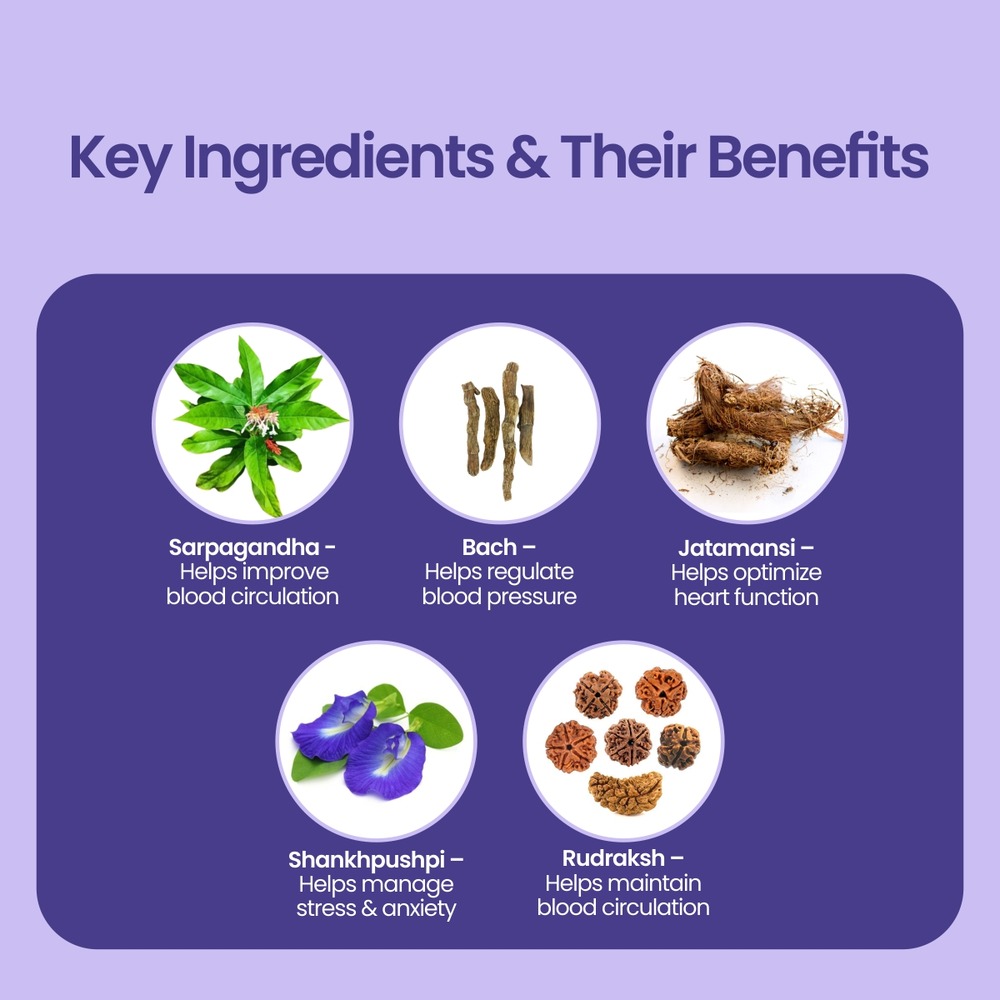 Key Ingredients & Their Benefits
Sarpagandha -
Helps improve
blood circulation
Bach –
Helps regulate
blood pressure
Jatamansi –
Helps optimize
heart function
Shankhpushpi –
Helps manage
stress & anxiety
Rudraksh –
Helps maintain
blood circulation